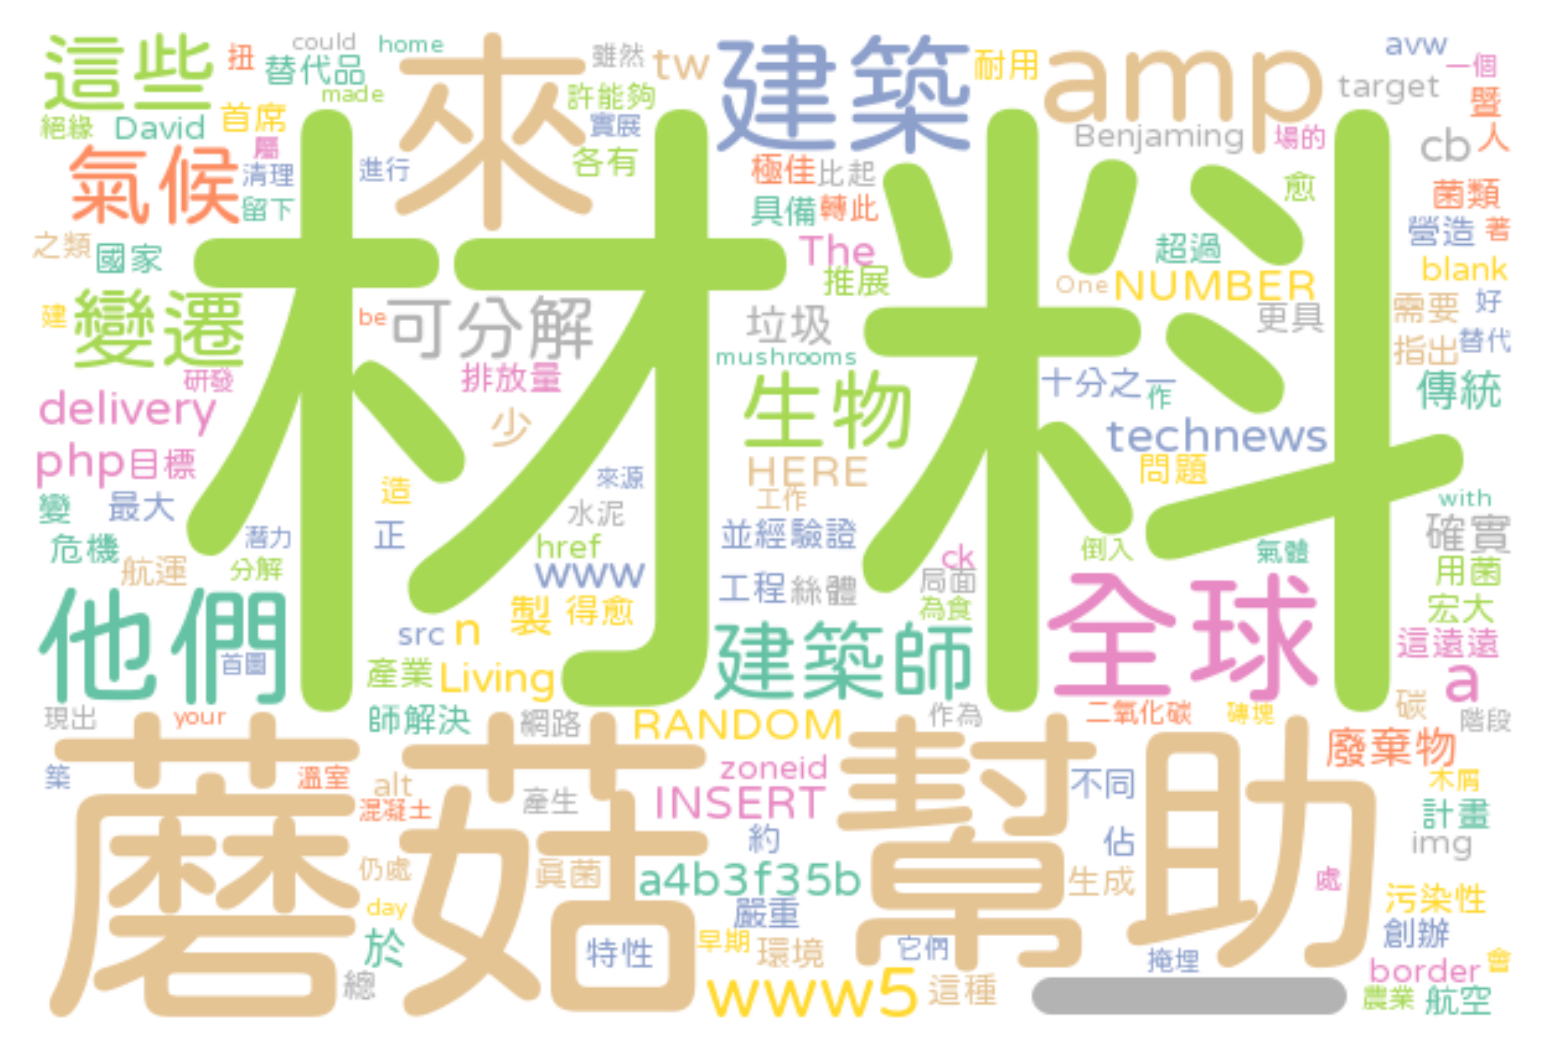 這些 扭 could home 雖然 tw 建築 耐用 amp avw 一個
替代品 made 來 許能夠 target 暨
絕緣 David 首席 實展 Benjaming 場的 cb 人
氣候 屬 清理 進行 各有 極佳 比起 愈 菌類
留下 具備 轉此 營造 著
之類 國家 The 推展 超過 blank
材料
建 變遷 be 可分解 垃圾 One NUMBER 更具 需要 好
研發 排放量 mushrooms 十分之一 指出 替代
delivery 少 生物 作 傳統
php 目標 technews
變 最大 造 來源 HERE 問題 with
危機 潛力 正 水泥 工作 確實
航運 分解 href 並經驗證 ck 倒入 氣體 用菌
他們 www 工程 絲體 局面 全球 宏大
首圖 src n 製 得愈 為食 這遠遠
產業 Living 建築師 a
現出 your 師解決 網路 RANDOM 作為 二氧化碳 磚塊 碳 階段
蘑菇 幫助
築 溫室 alt 產生 zoneid 不同 廢棄物
混凝土 INSERT 木屑
仍處 真菌 約 佔 計畫
day a4b3f35b 生成 處 img
於 特性 嚴重 它們 污染性
總 早期 環境 掩埋 創辦
www5 這種 border 會
農業 航空